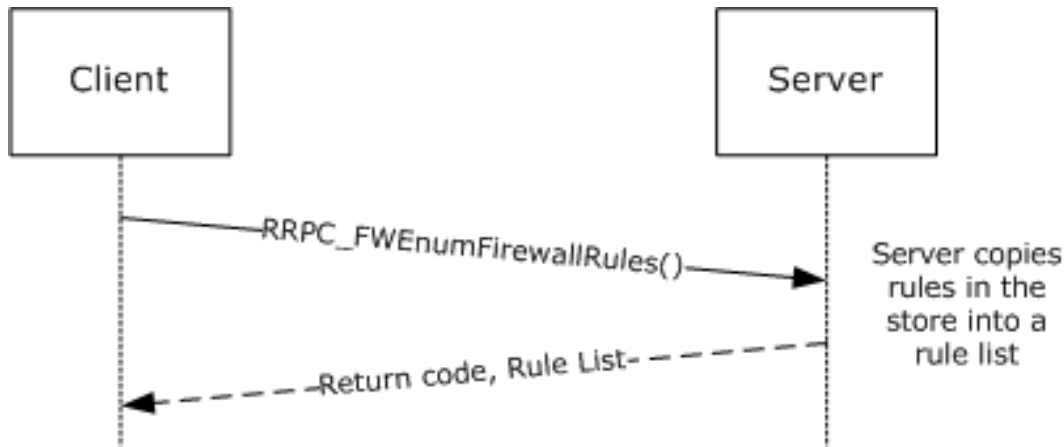 Client
Server
RRPC_FWEnumFirewallRules()
Server copies
rules in the
store into a
rule list
Return code, Rule List